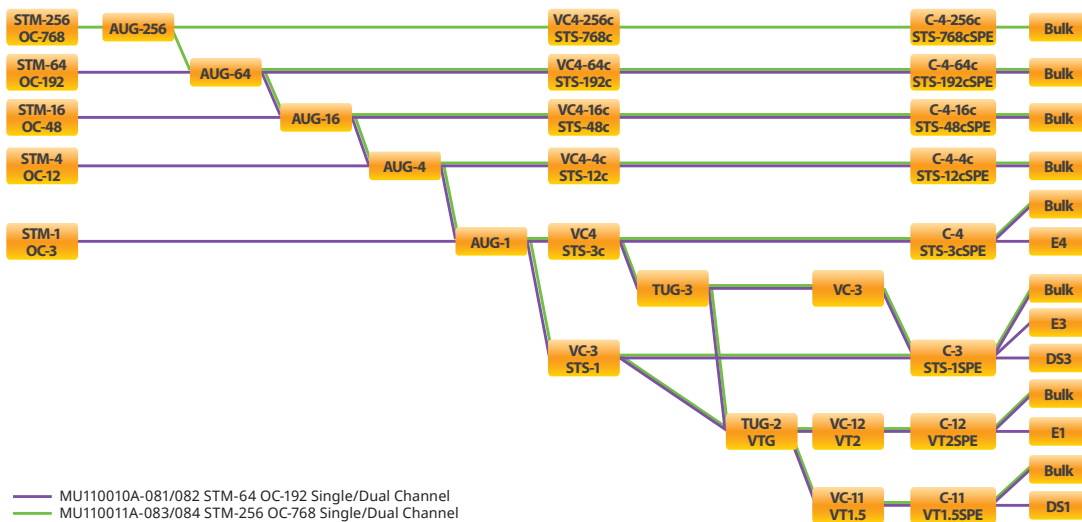 STM-256
OC-768
AUG-256
VC4-256c
STS-768c
C-4-256c
STS-768cSPE
Bulk
STM-64
OC-192
AUG-64
VC4-64c
STS-192c
C-4-64c
STS-192cSPE
Bulk
STM-16
OC-48
AUG-16
VC4-16c
STS-48c
C-4-16c
STS-48cSPE
Bulk
STM-4
OC-12
AUG-4
VC4-4c
STS-12c
C-4-4c
STS-12cSPE
Bulk
Bulk
STM-1
OC-3
AUG-1
VC4
STS-3c
C-4
STS-3cSPE
E4
TUG-3
VC-3
Bulk
E3
VC-3
STS-1
C-3
STS-1SPE
DS3
Bulk
TUG-2
VTG
VC-12
VT2
C-12
VT2SPE
E1
Bulk
VC-11
VT1.5
C-11
VT1.5SPE
DS1
MU110010A-081/082 STM-64 OC-192 Single/Dual Channel
MU110011A-083/084 STM-256 OC-768 Single/Dual Channel